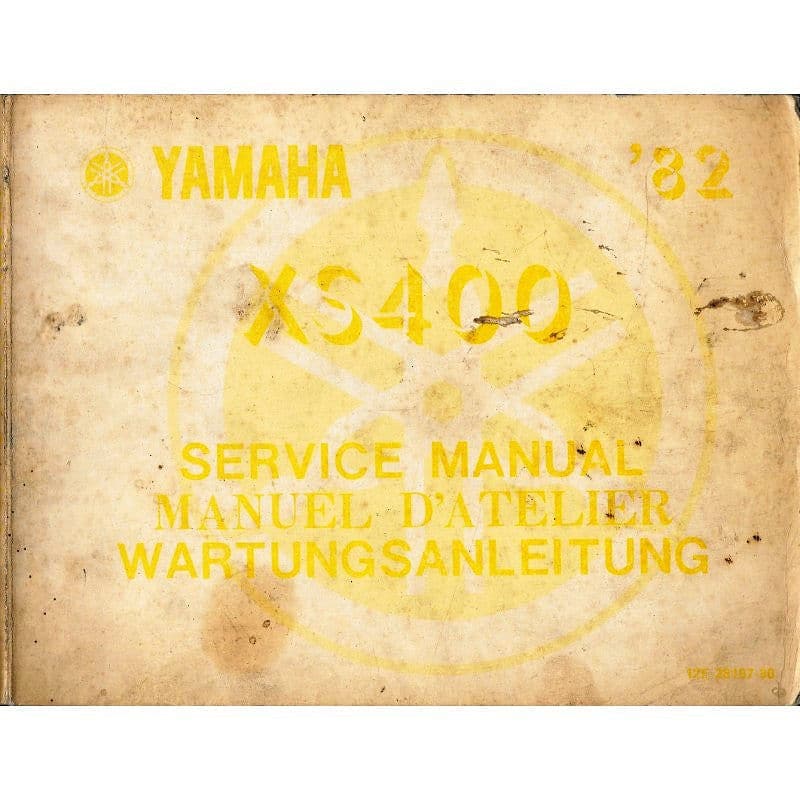 YAMAHA '82
XS400
SERVICE MANUAL
MANUEL D'ATELIER
WARTUNGSANLEITUNG